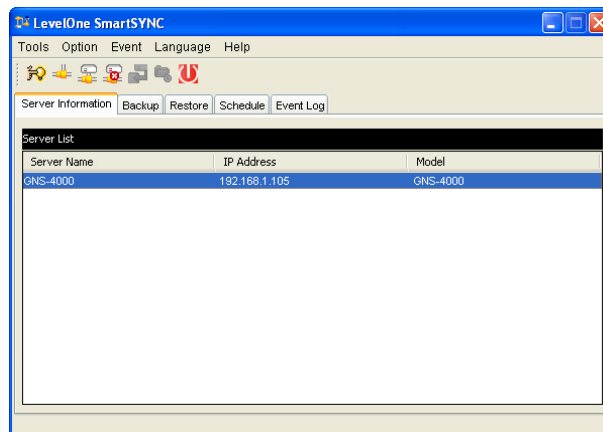 LevelOne SmartSYNC
Tools Option Event Language Help
Server Information Backup Restore Schedule Event Log
Server List
Server Name IP Address Model
GNS-4000 192.168.1.105 GNS-4000